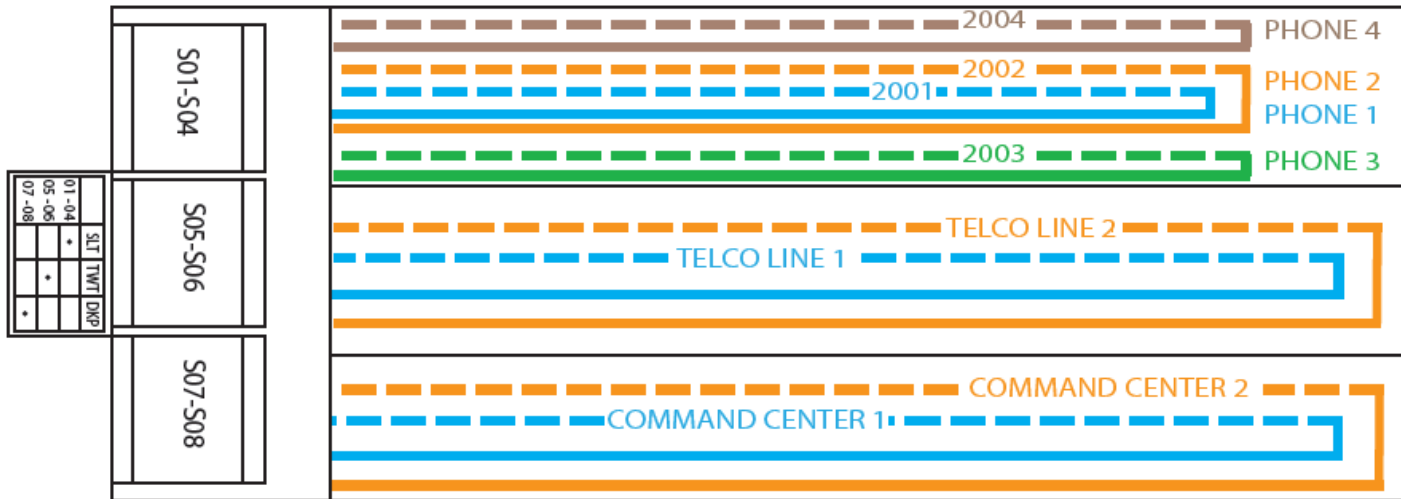 2004
PHONE 4
2002
PHONE 2
2001
PHONE 1
2003
PHONE 3
TELCO LINE 2
TELCO LINE 1
COMMAND CENTER 2
COMMAND CENTER 1
S01-S04
S05-S06
S07-S08
SLT TWT DKP
01 - 04 *
05 - 06 *
07 - 08 *